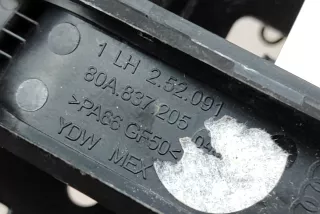 1 LH 2.52.091
80A.837.205
>PA66 GF50<
YDW MEX